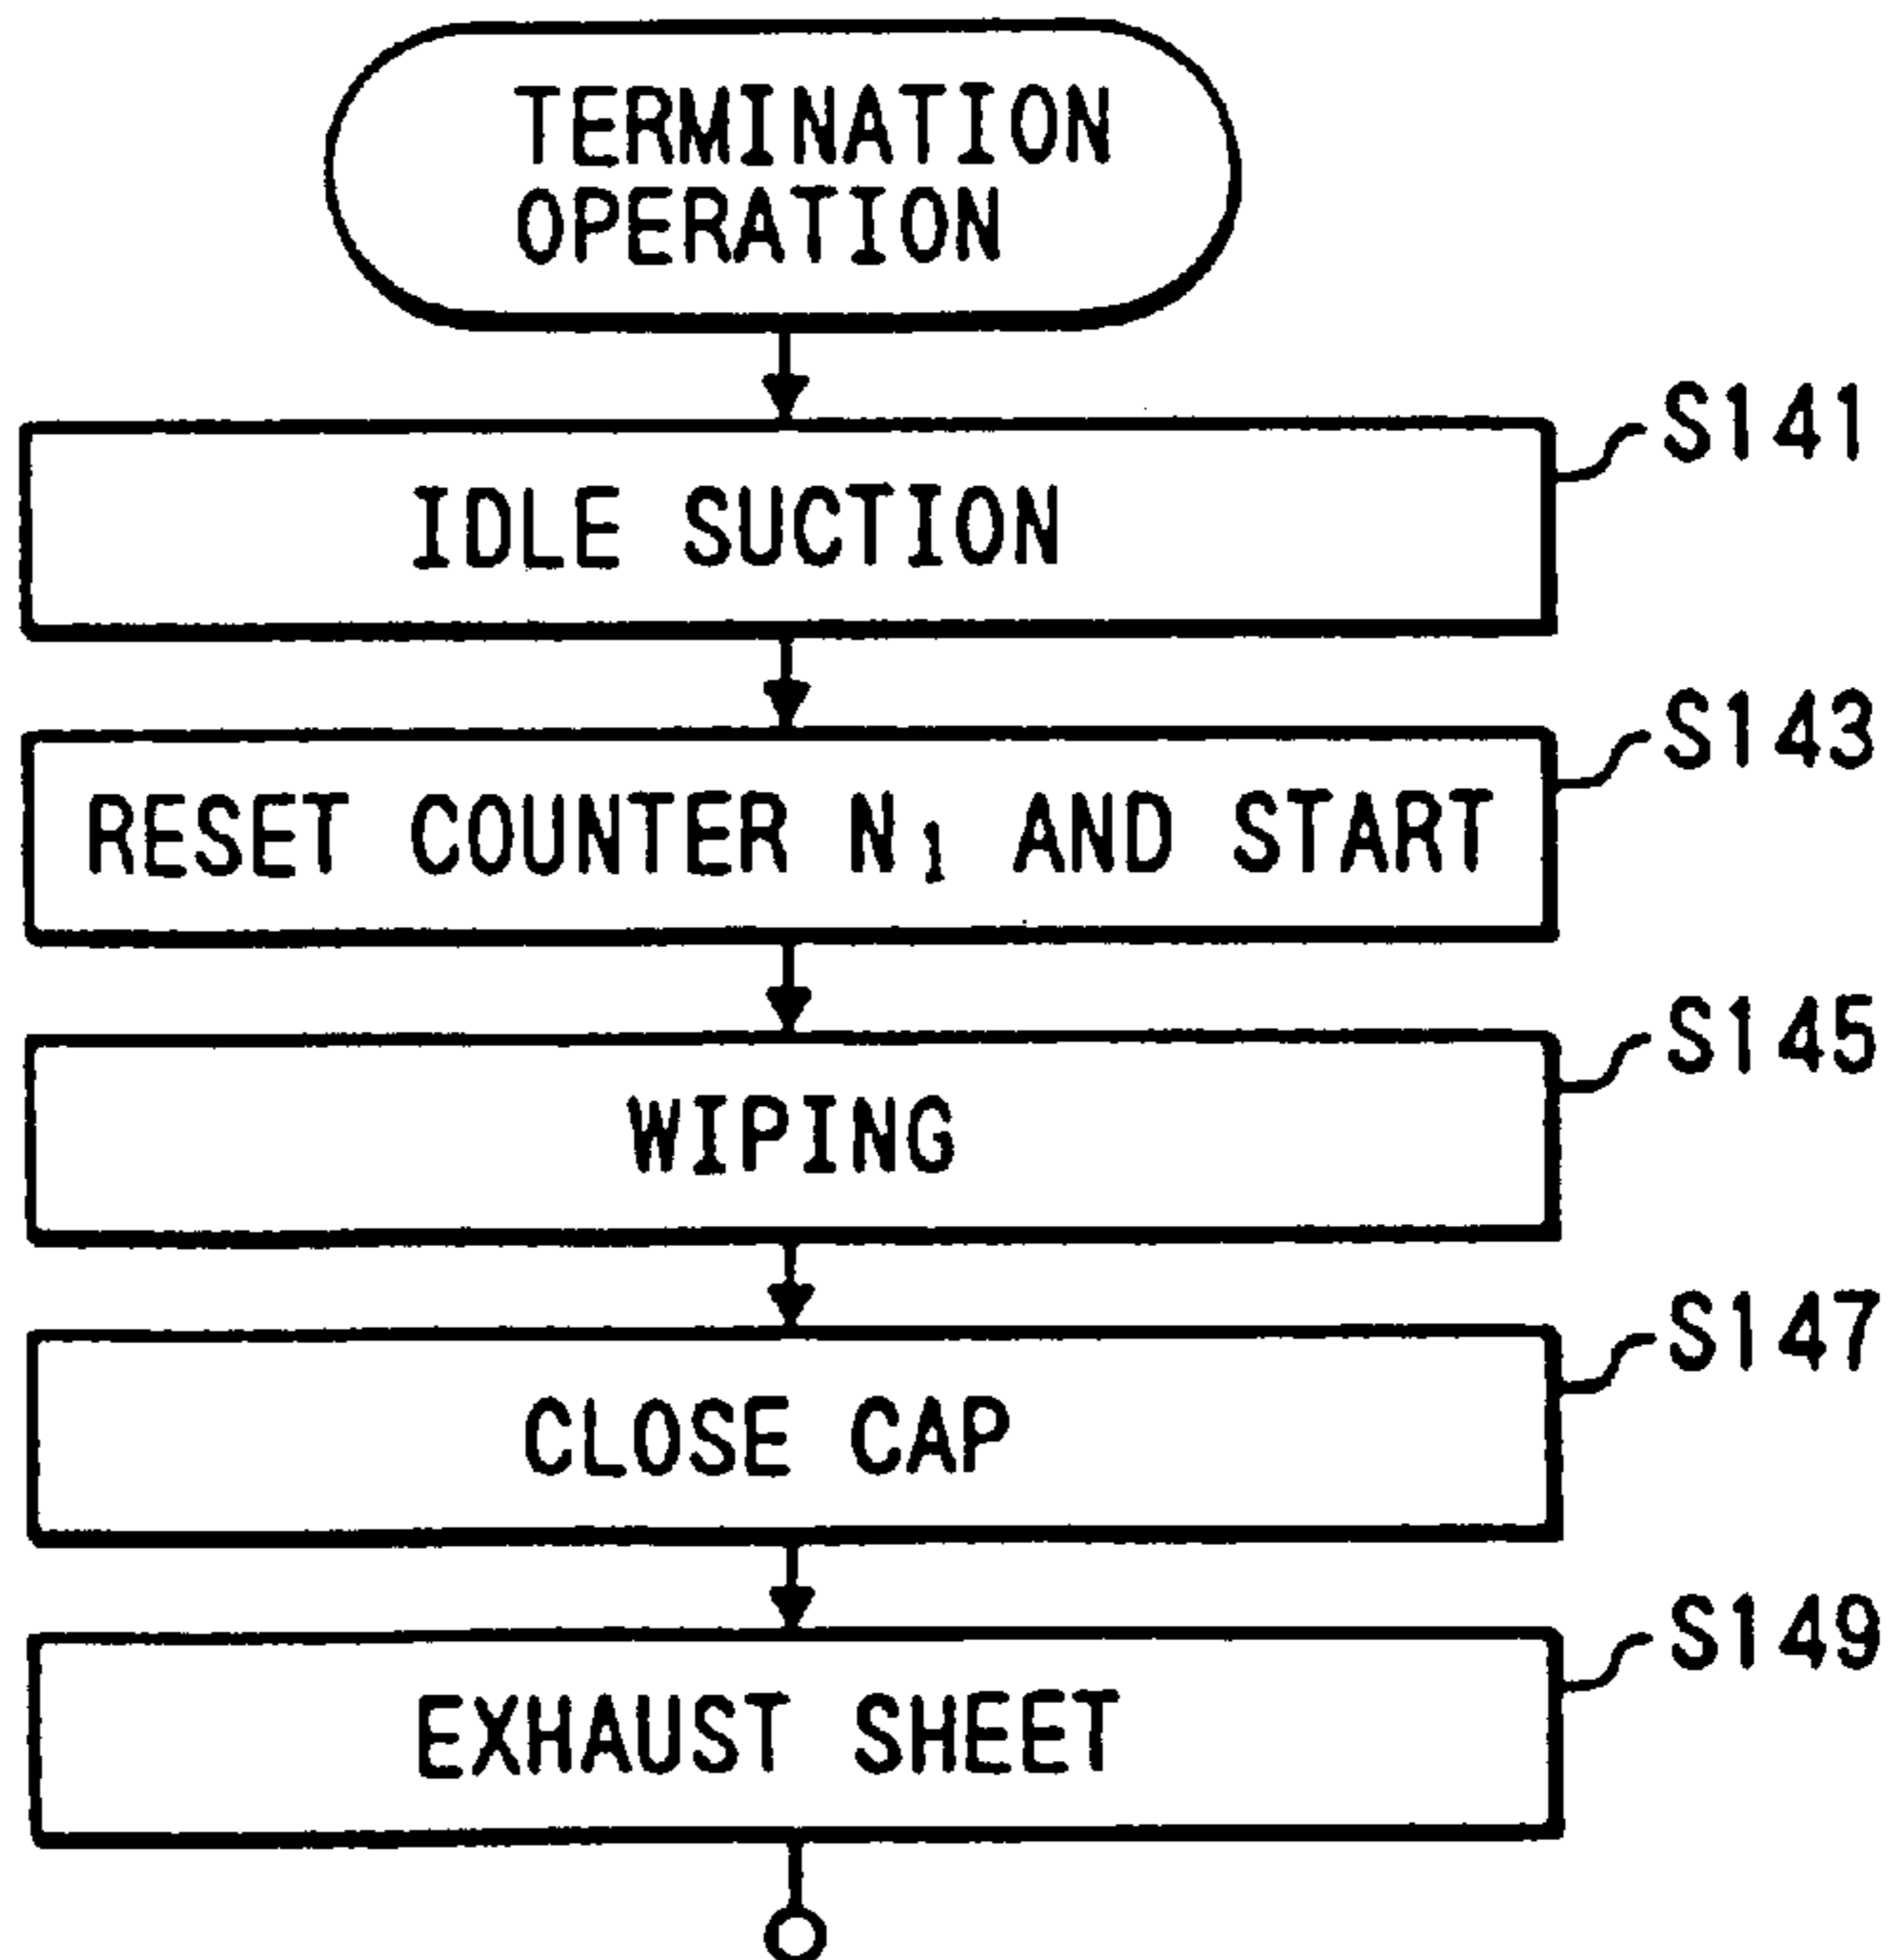 TERMINATION
OPERATION
S141
IDLE SUCTION
S143
RESET COUNTER N₁ AND START
S145
WIPING
S147
CLOSE CAP
S149
EXHAUST SHEET